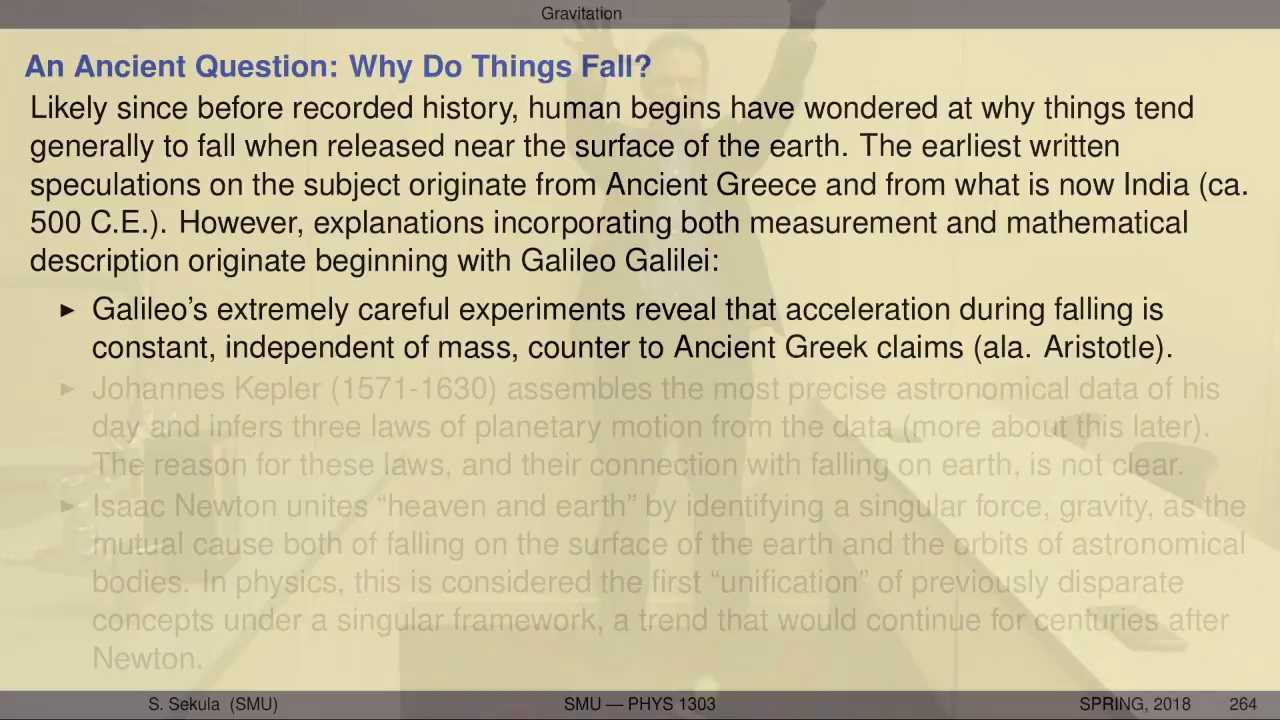 Gravitation
An Ancient Question: Why Do Things Fall?
Likely since before recorded history, human begins have wondered at why things tend
generally to fall when released near the surface of the earth. The earliest written
speculations on the subject originate from Ancient Greece and from what is now India (ca.
500 C.E.). However, explanations incorporating both measurement and mathematical
description originate beginning with Galileo Galilei:
► Galileo's extremely careful experiments reveal that acceleration during falling is
constant, independent of mass, counter to Ancient Greek claims (ala. Aristotle).
► Johannes Kepler (1571-1630) assembles the most precise astronomical data of his
day and infers three laws of planetary motion from the data (more about this later).
The reason for these laws, and their connection with falling on earth, is not clear.
► Isaac Newton unites “heaven and earth” by identifying a singular force, gravity, as the
mutual cause both of falling on the surface of the earth and the orbits of astronomical
bodies. In physics, this is considered the first “unification” of previously disparate
concepts under a singular framework, a trend that would continue for centuries after
Newton.
S. Sekula (SMU) SMU — PHYS 1303 SPRING, 2018 264